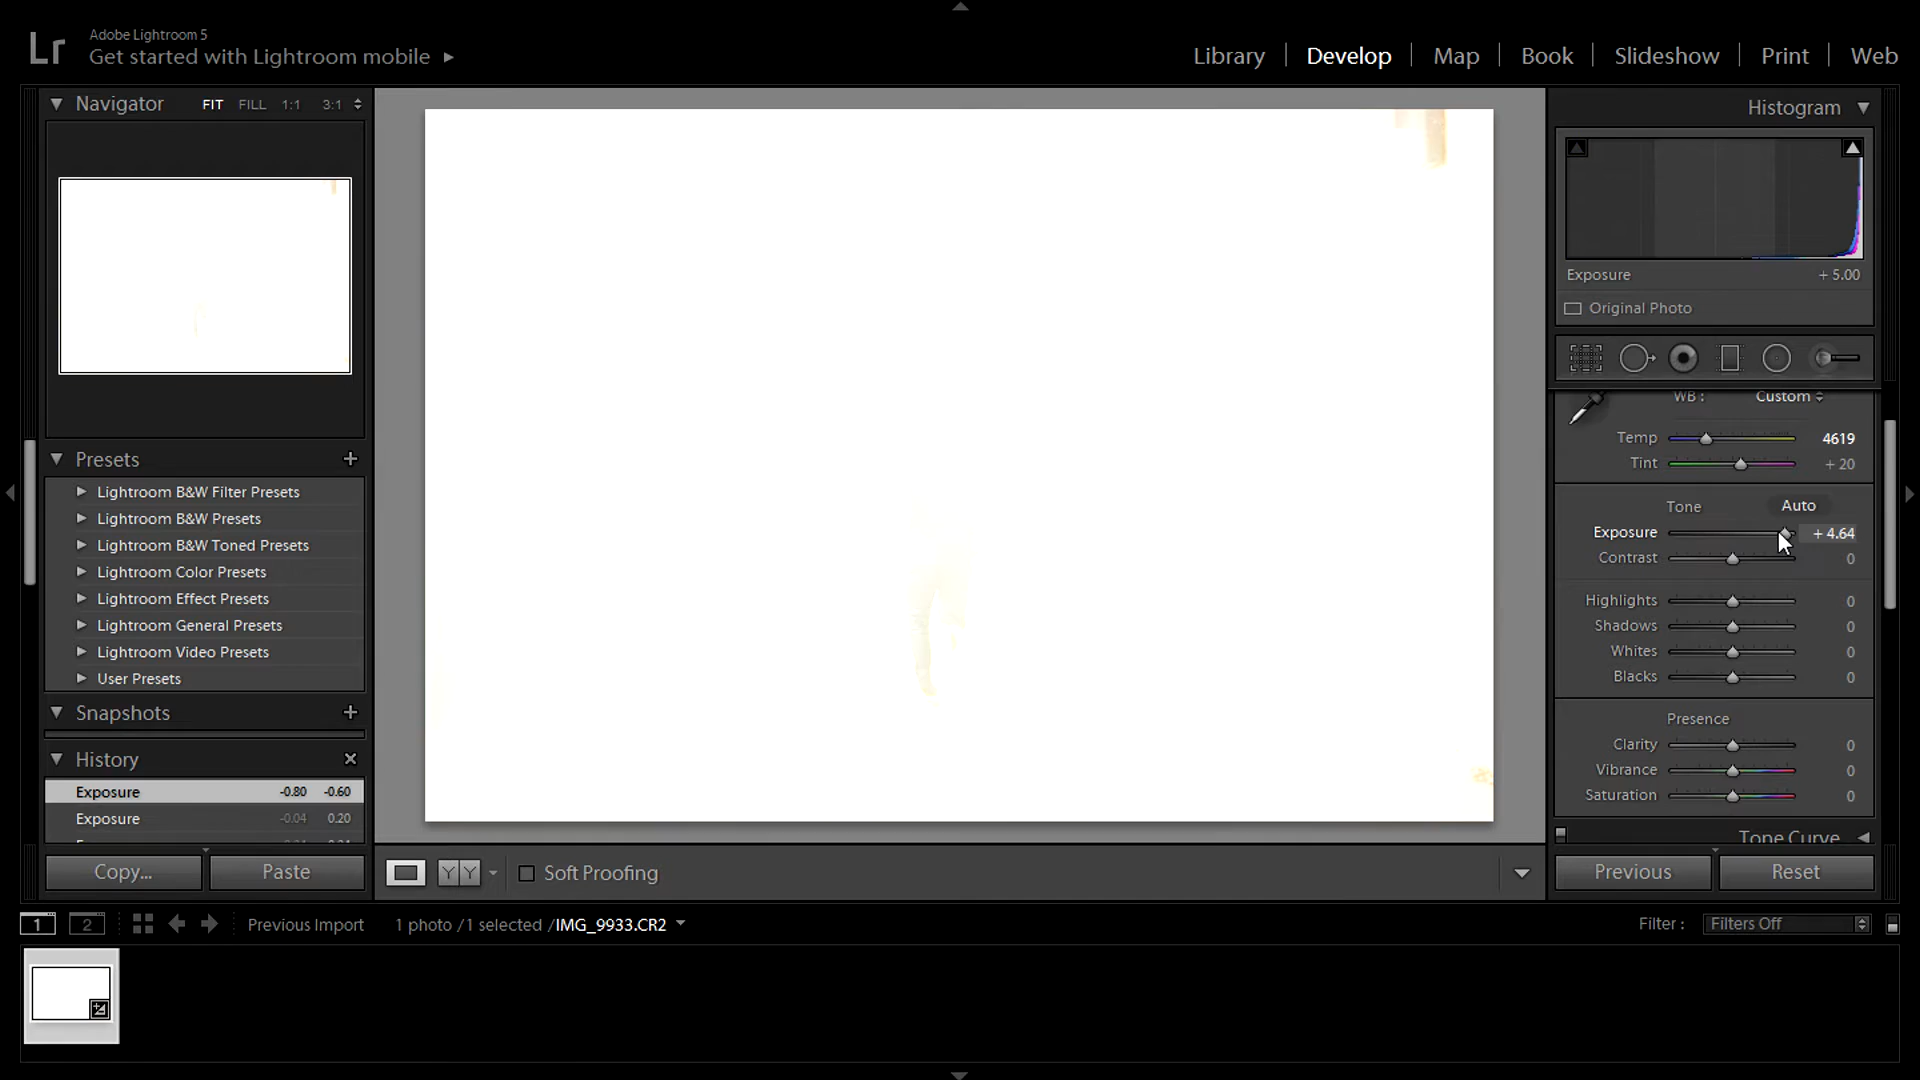 Lr
Adobe Lightroom 5
Get started with Lightroom mobile
Library
Develop
Map
Book
Slideshow
Print
Web
Navigator FIT FILL 1:1 3:1
Histogram
Exposure + 5.00
Original Photo
WB : Custom
Temp 4619
Tint + 20
Tone Auto
Exposure + 4.64
Contrast 0
Highlights 0
Shadows 0
Whites 0
Blacks 0
Presence
Clarity 0
Vibrance 0
Saturation 0
Tone Curve
Presets
Lightroom B&W Filter Presets
Lightroom B&W Presets
Lightroom B&W Toned Presets
Lightroom Color Presets
Lightroom Effect Presets
Lightroom General Presets
Lightroom Video Presets
User Presets
Snapshots
History
Exposure -0.80 -0.60
Exposure -0.04 0.20
Copy... Paste
Y Y
Soft Proofing
Previous Reset
1 2 Previous Import 1 photo / 1 selected / IMG_9933.CR2
Filter : Filters Off